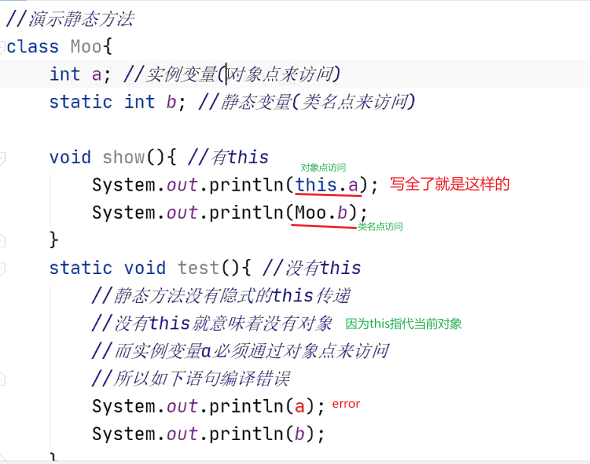 //演示静态方法
class Moo{
int a; //实例变量(对象点来访问)
static int b; //静态变量(类名点来访问)
void show(){ //有this
对象点访问
System.out.println(this.a); 写全了就是这样的
System.out.println(Moo.b);
类名点访问
}
static void test(){ //没有this
//静态方法没有隐式的this传递
//没有this就意味着没有对象 因为this指代当前对象
//而实例变量a必须通过对象点来访问
//所以如下语句编译错误
System.out.println(a); error
System.out.println(b);
}